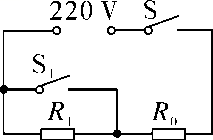 220 V S
S₁
R₁ R₀